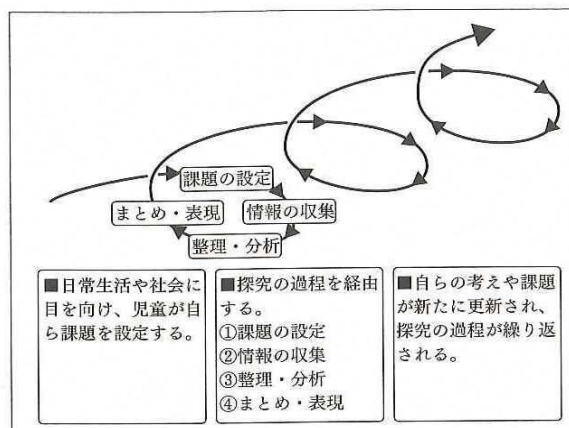 課題の設定
まとめ・表現
情報の収集
整理・分析
■日常生活や社会に
目を向け、児童が自
ら課題を設定する。
■探究の過程を経由
する。
①課題の設定
②情報の収集
③整理・分析
④まとめ・表現
■自らの考えや課題
が新たに更新され、
探究の過程が繰り返
される。